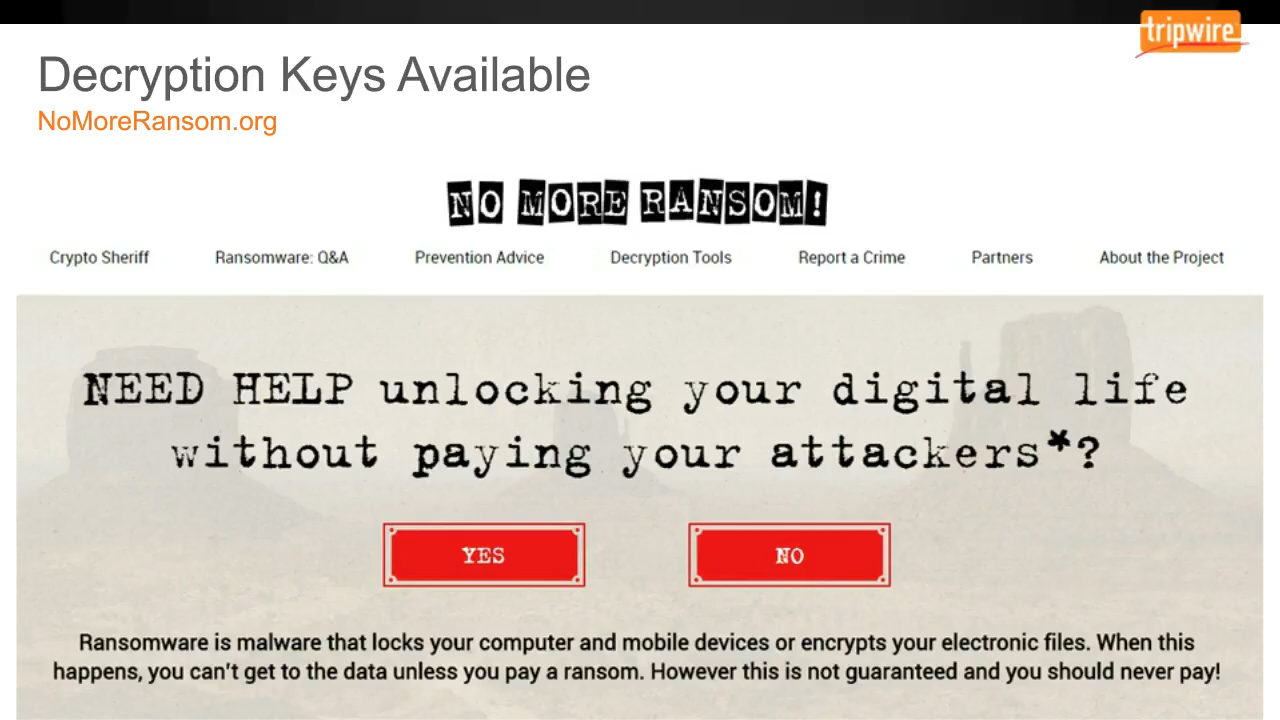 tripwire
Decryption Keys Available
NoMoreRansom.org
NO MORE RANSOM!
Crypto Sheriff Ransomware: Q&A Prevention Advice Decryption Tools Report a Crime Partners About the Project
NEED HELP unlocking your digital life
without paying your attackers*?
YES NO
Ransomware is malware that locks your computer and mobile devices or encrypts your electronic files. When this
happens, you can't get to the data unless you pay a ransom. However this is not guaranteed and you should never pay!